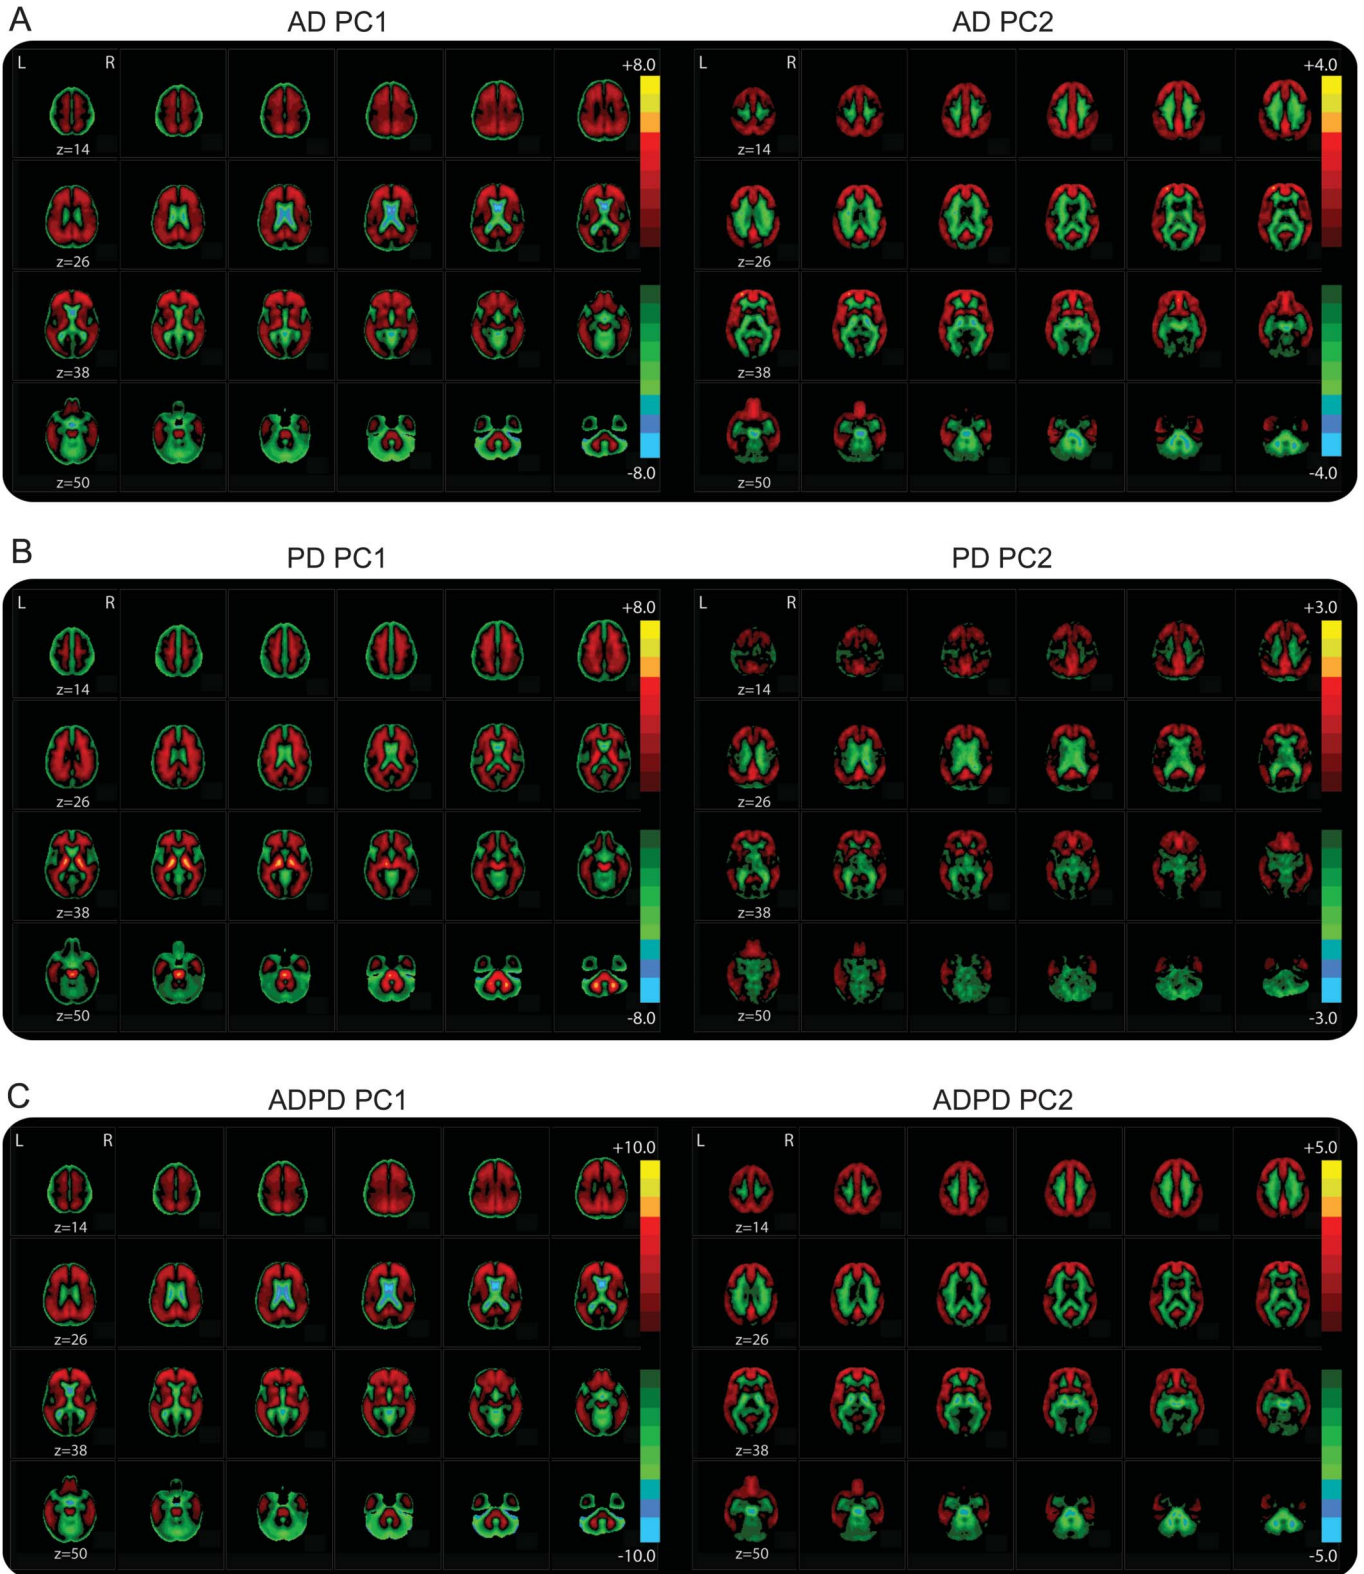 A
AD PC1
AD PC2
L R
+8.0
L R
+4.0
z=14
z=14
z=26
z=26
z=38
z=38
z=50
-8.0
z=50
-4.0
B
PD PC1
PD PC2
L R
+8.0
L R
+3.0
z=14
z=14
z=26
z=26
z=38
z=38
z=50
-8.0
z=50
-3.0
C
ADPD PC1
ADPD PC2
L R
+10.0
L R
+5.0
z=14
z=14
z=26
z=26
z=38
z=38
z=50
-10.0
z=50
-5.0